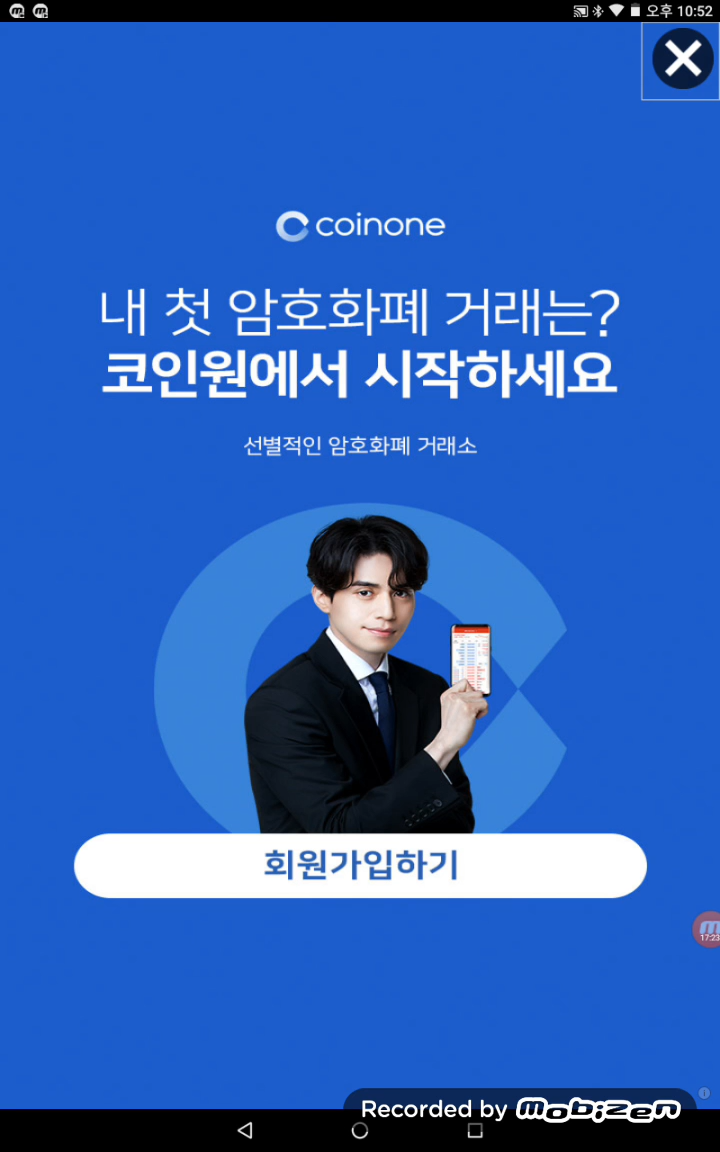 오후 10:52
coinone
내 첫 암호화폐 거래는?
코인원에서 시작하세요
선별적인 암호화폐 거래소
회원가입하기
17:23
Recorded by mobizen